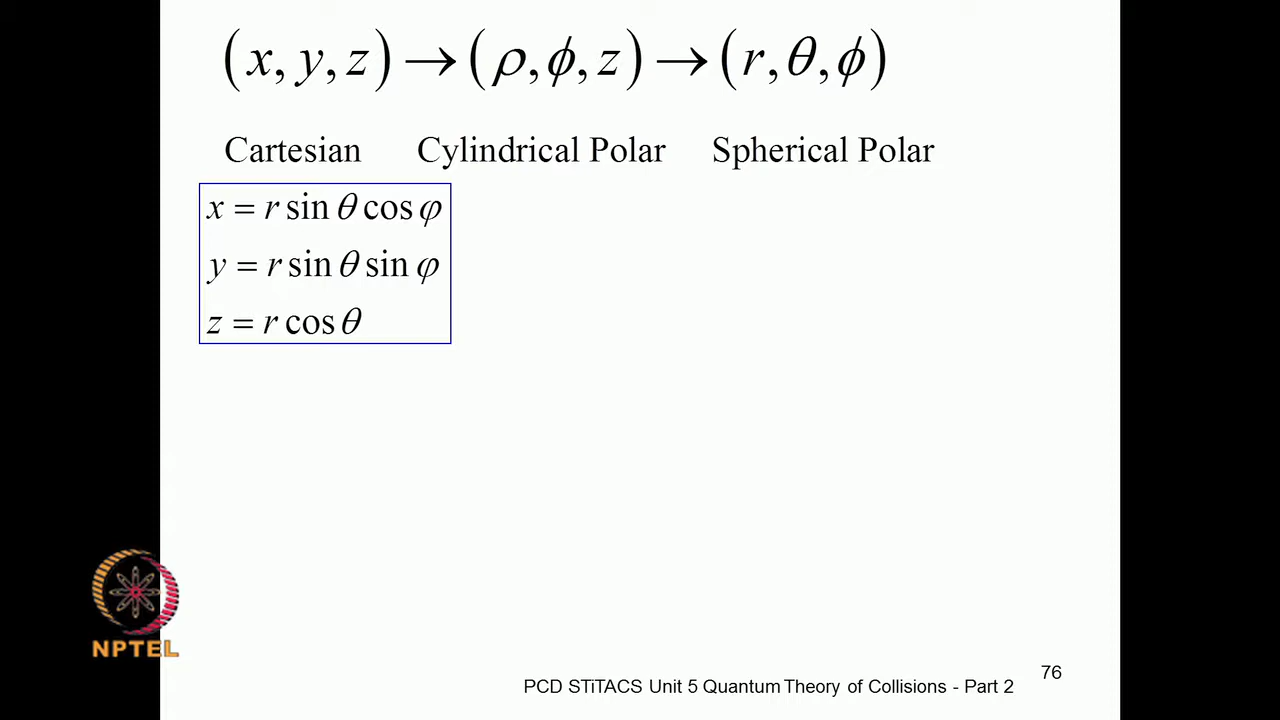 (x, y, z) → (ρ, ϕ, z) → (r, θ, ϕ)
Cartesian Cylindrical Polar Spherical Polar
x = r sin θ cos φ
y = r sin θ sin φ
z = r cos θ
NPTEL
PCD STiTACS Unit 5 Quantum Theory of Collisions - Part 2
76